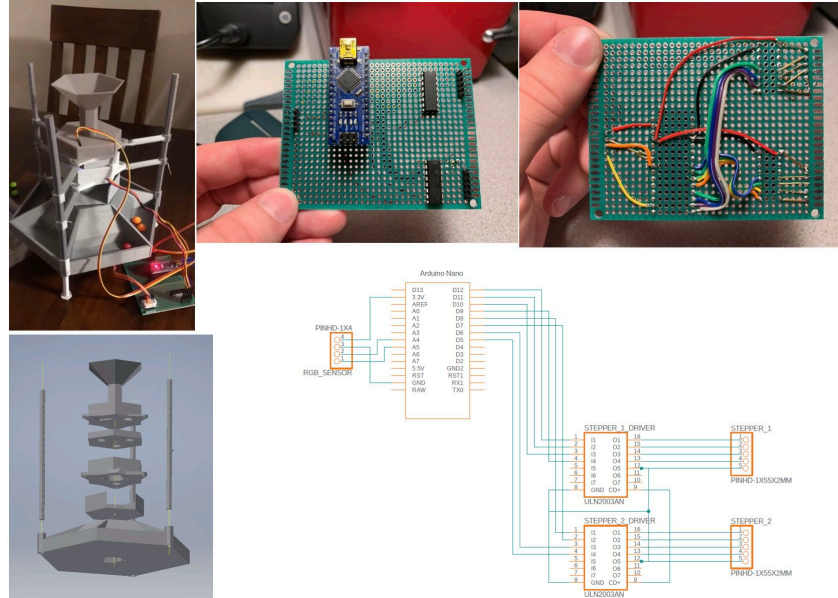 Arduino Nano
D13 D12
3.3V D11
AREF D10
A0 D9
A1 D8
A2 D7
A3 D6
A4 D5
A5 D4
A6 D3
A7 D2
5.5V GND2
RST RST1
GND RX1
RAW TX0
PINHD-1X4
4
3
2
1
RGB_SENSOR
STEPPER_1_DRIVER
1 I1 O1 16
2 I2 O2 15
3 I3 O3 14
4 I4 O4 13
5 I5 O5 12
6 I6 O6 11
7 I7 O7 10
8 GND CD+ 9
ULN2003AN
STEPPER_1
1
2
3
4
5
PINHD-1X55X2MM
STEPPER_2_DRIVER
1 I1 O1 16
2 I2 O2 15
3 I3 O3 14
4 I4 O4 13
5 I5 O5 12
6 I6 O6 11
7 I7 O7 10
8 GND CD+ 9
ULN2003AN
STEPPER_2
1
2
3
4
5
PINHD-1X55X2MM